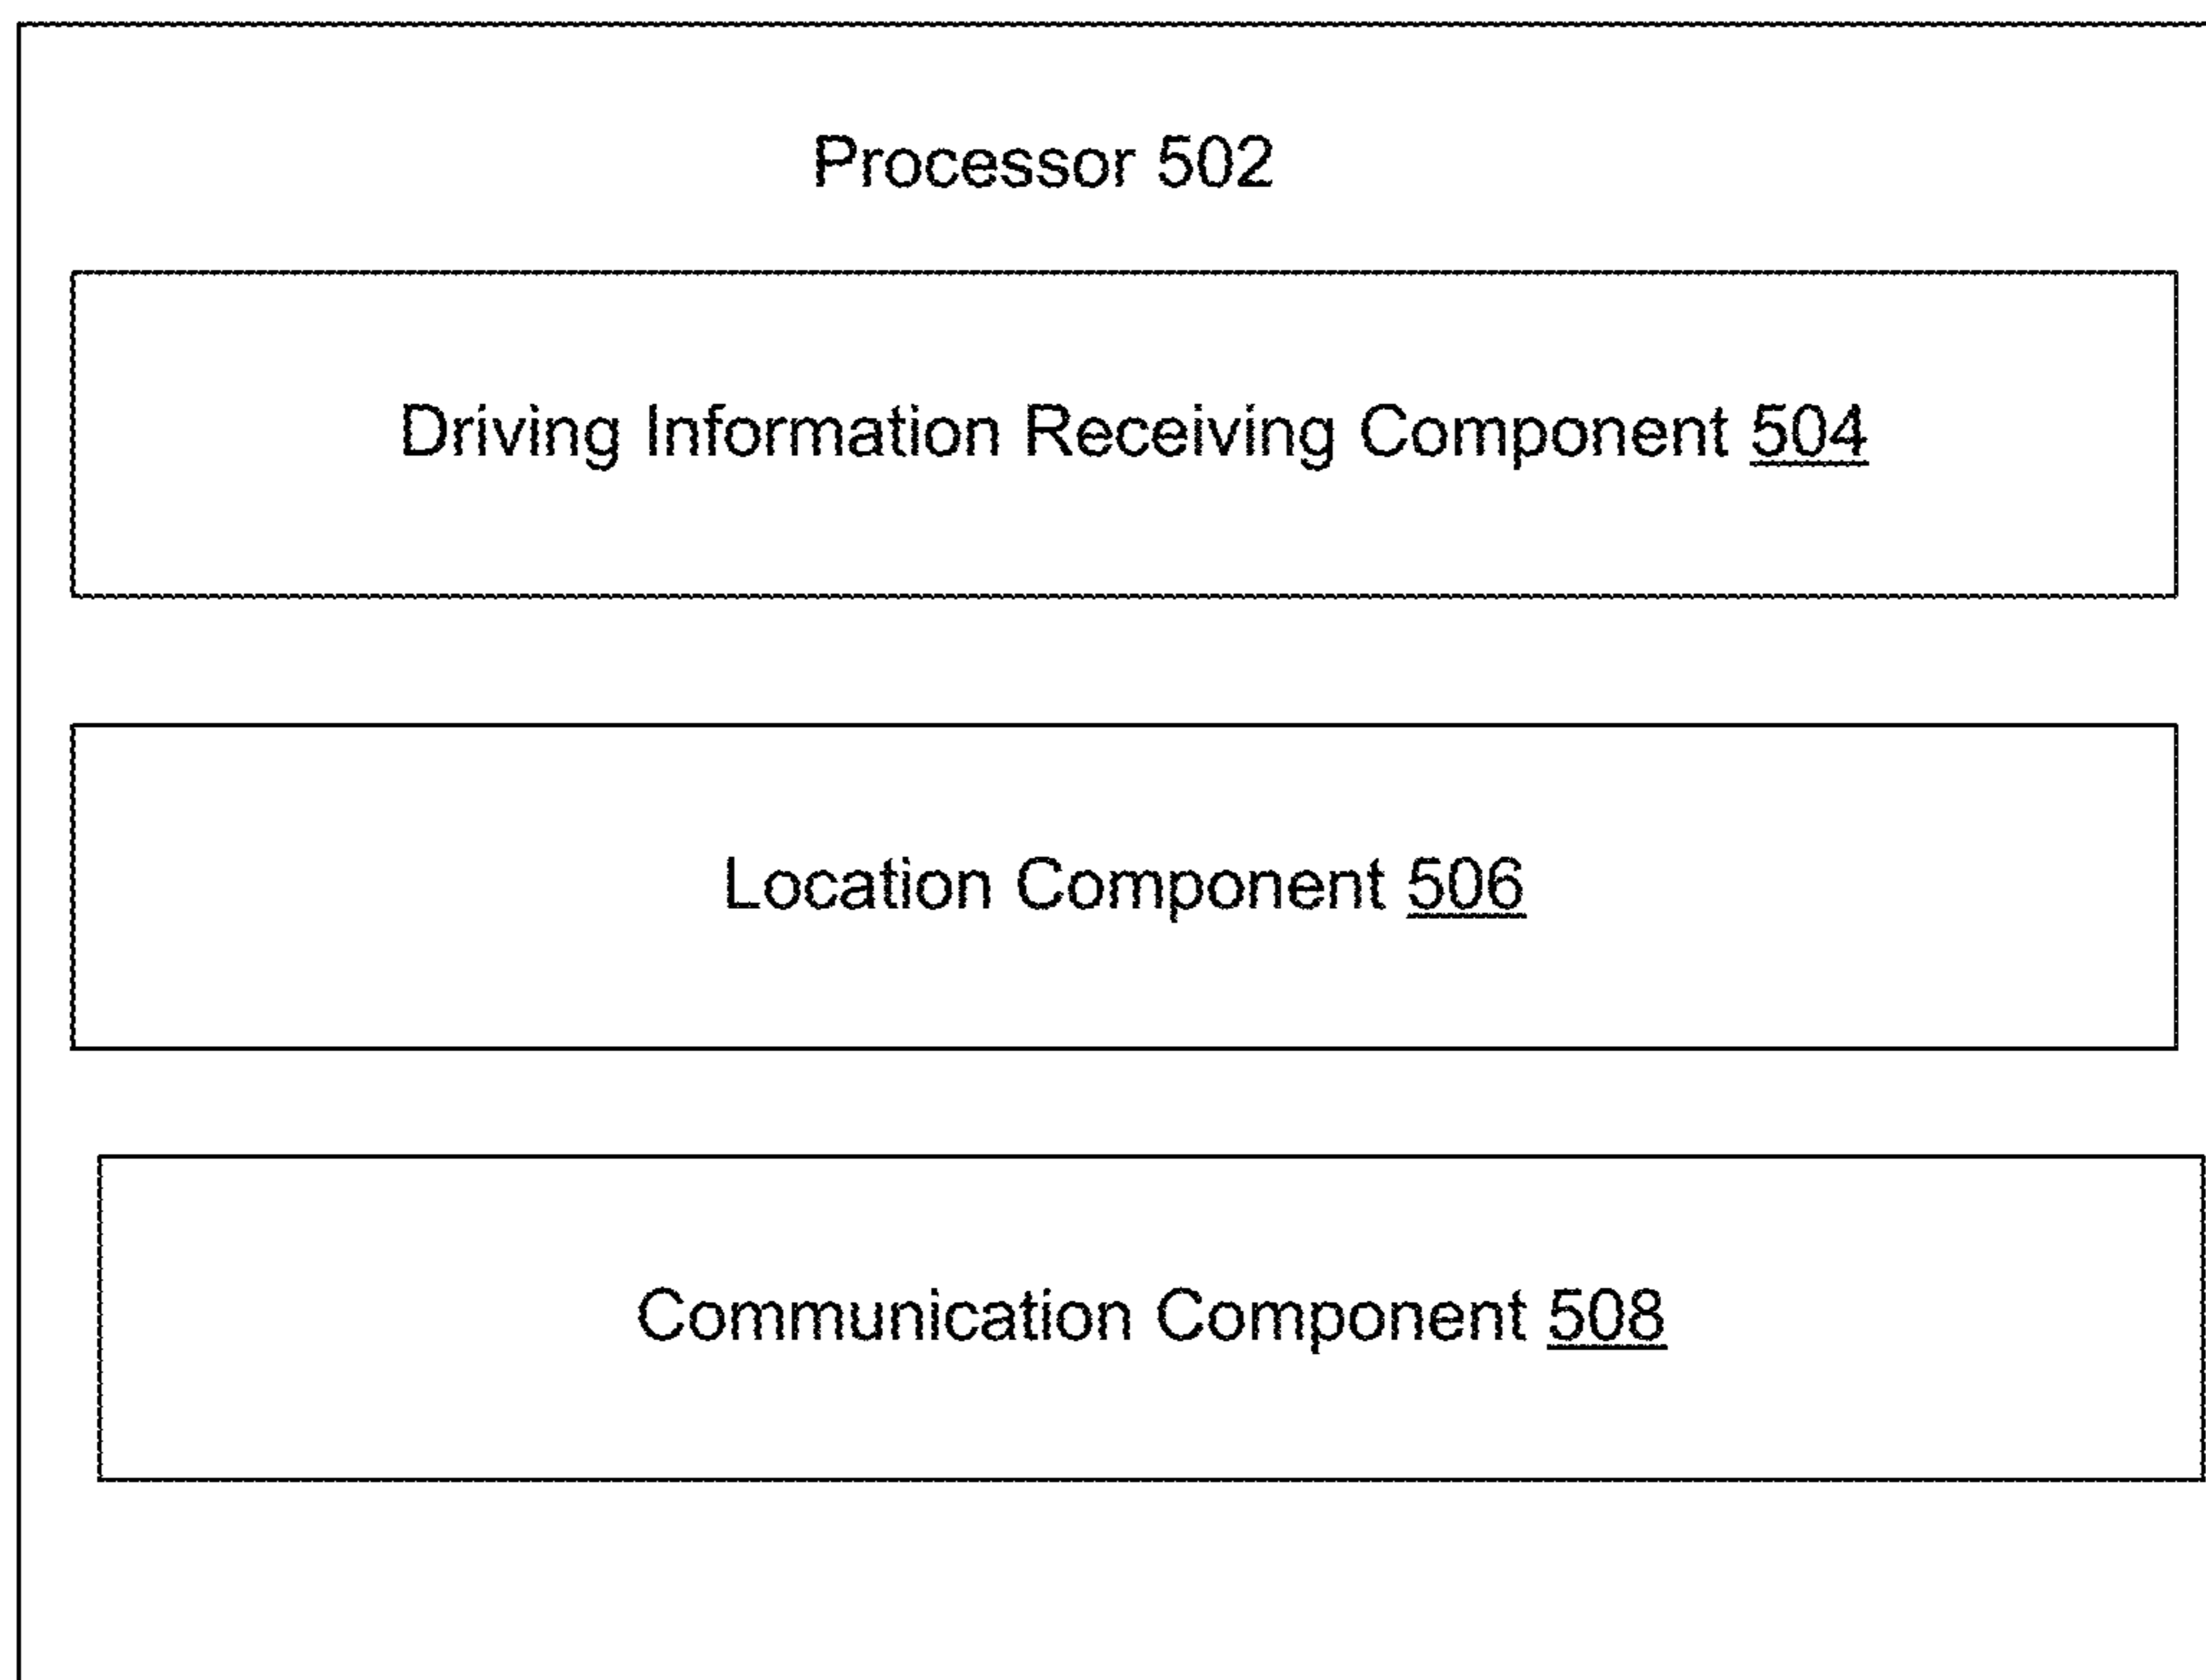 Processor 502
Driving Information Receiving Component 504
Location Component 506
Communication Component 508